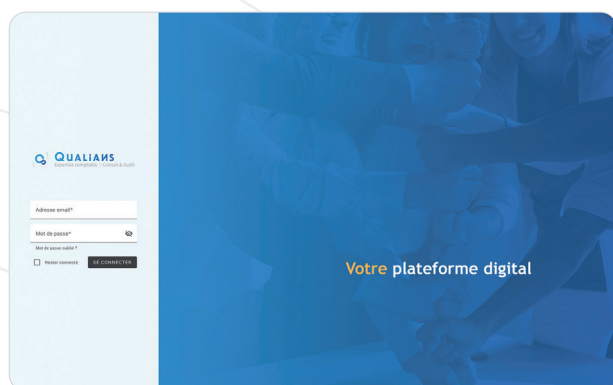 QUALIANS
Expertise comptable / Conseil & Audit
Adresse email*
Mot de passe*
Mot de passe oublié ?
Rester connecté
SE CONNECTER
Votre plateforme digital